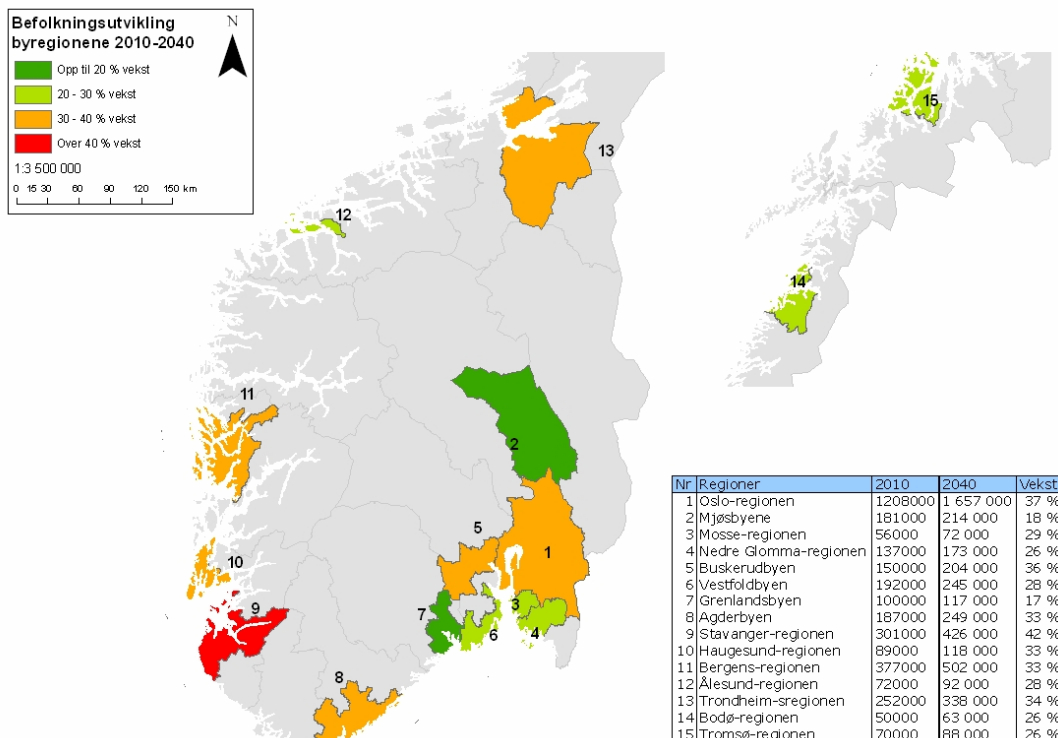 Befolkningsutvikling
byregionene 2010-2040
N
Opp til 20 % vekst
20 - 30 % vekst
30 - 40 % vekst
Over 40 % vekst
1:3 500 000
0 15 30 60 90 120 150 km
13
15
12
14
11
2
5
1
10
9
7
3
6
4
8
Nr Regioner 2010 2040 Vekst
1 Oslo-regionen 1208000 1 657 000 37 %
2 Mjøsbyene 181000 214 000 18 %
3 Mosse-regionen 56000 72 000 29 %
4 Nedre Glomma-regionen 137000 173 000 26 %
5 Buskerudbyen 150000 204 000 36 %
6 Vestfoldbyen 192000 245 000 28 %
7 Grenlandsbyen 100000 117 000 17 %
8 Agderbyen 187000 249 000 33 %
9 Stavanger-regionen 301000 426 000 42 %
10 Haugesund-regionen 89000 118 000 33 %
11 Bergens-regionen 377000 502 000 33 %
12 Ålesund-regionen 72000 92 000 28 %
13 Trondheim-sregionen 252000 338 000 34 %
14 Bodø-regionen 50000 63 000 26 %
15 Tromsø-regionen 70000 88 000 26 %